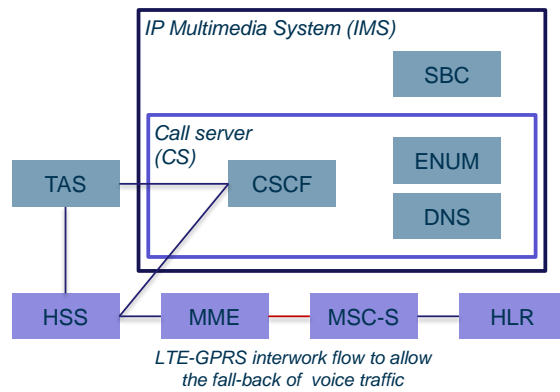 IP Multimedia System (IMS)
SBC
Call server
(CS)
ENUM
TAS
CSCF
DNS
HSS
MME
MSC-S
HLR
LTE-GPRS interwork flow to allow
the fall-back of voice traffic